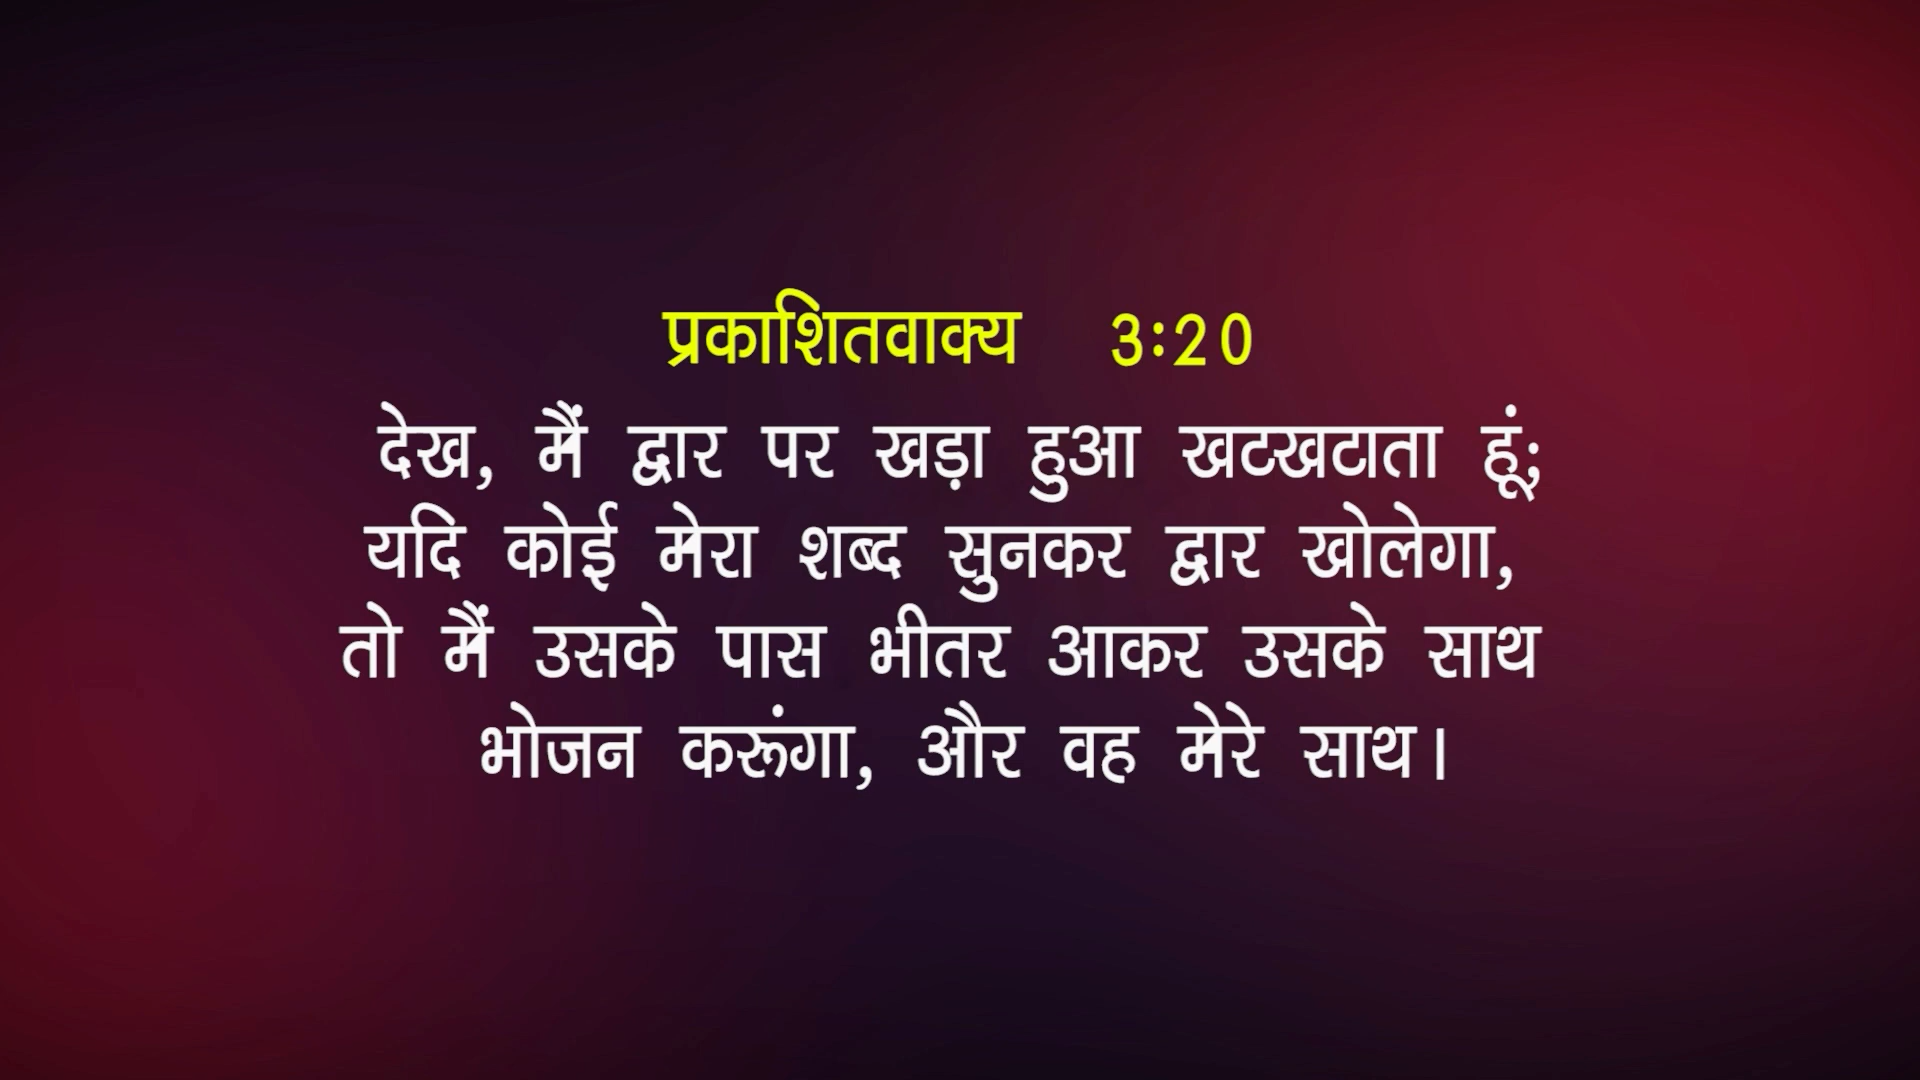 प्रकाशितवाक्य 3:20
देख, मैं द्वार पर खड़ा हुआ खटखटाता हूं;
यदि कोई मेरा शब्द सुनकर द्वार खोलेगा,
तो मैं उसके पास भीतर आकर उसके साथ
भोजन करूंगा, और वह मेरे साथ।